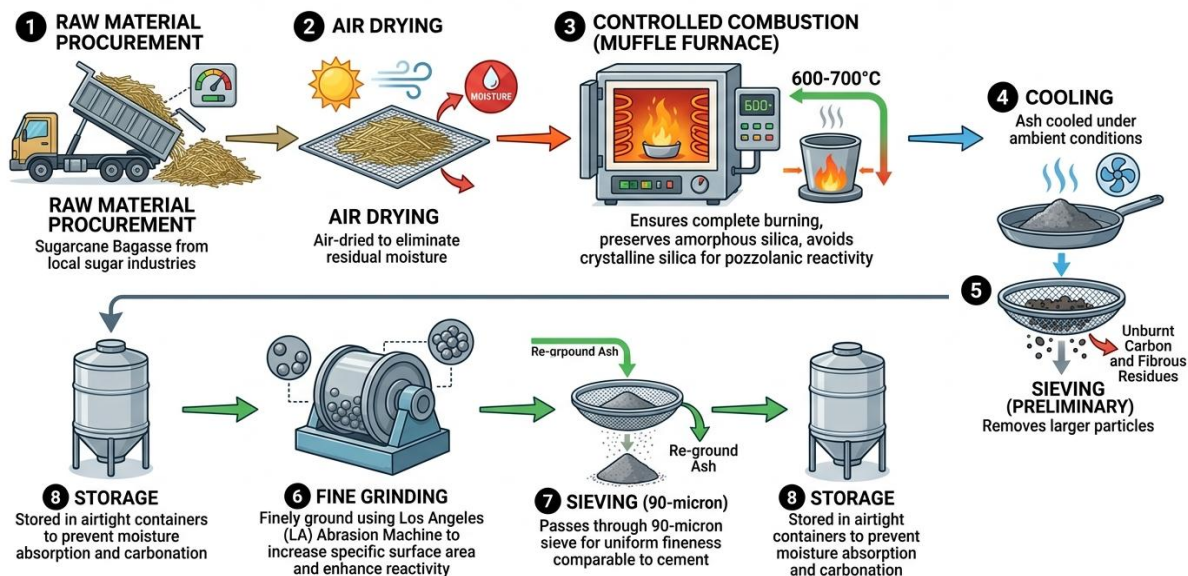 1 RAW MATERIAL
PROCUREMENT
RAW MATERIAL
PROCUREMENT
Sugarcane Bagasse from
local sugar industries
2 AIR DRYING
MOISTURE
AIR DRYING
Air-dried to eliminate
residual moisture
3 CONTROLLED COMBUSTION
(MUFFLE FURNACE)
600-
600-700°C
Ensures complete burning,
preserves amorphous silica, avoids
crystalline silica for pozzolanic reactivity
4 COOLING
Ash cooled under
ambient conditions
5
Unburnt
Carbon
and Fibrous
Residues
SIEVING
(PRELIMINARY)
Removes larger particles
8 STORAGE
Stored in airtight containers
to prevent moisture
absorption and carbonation
6 FINE GRINDING
Finely ground using Los Angeles
(LA) Abrasion Machine to
increase specific surface area
and enhance reactivity
Re-arpound Ash
Re-ground
Ash
7 SIEVING (90-micron)
Passes through 90-micron
sieve for uniform fineness
comparable to cement
8 STORAGE
Stored in airtight
containers to prevent
moisture absorption
and carbonation